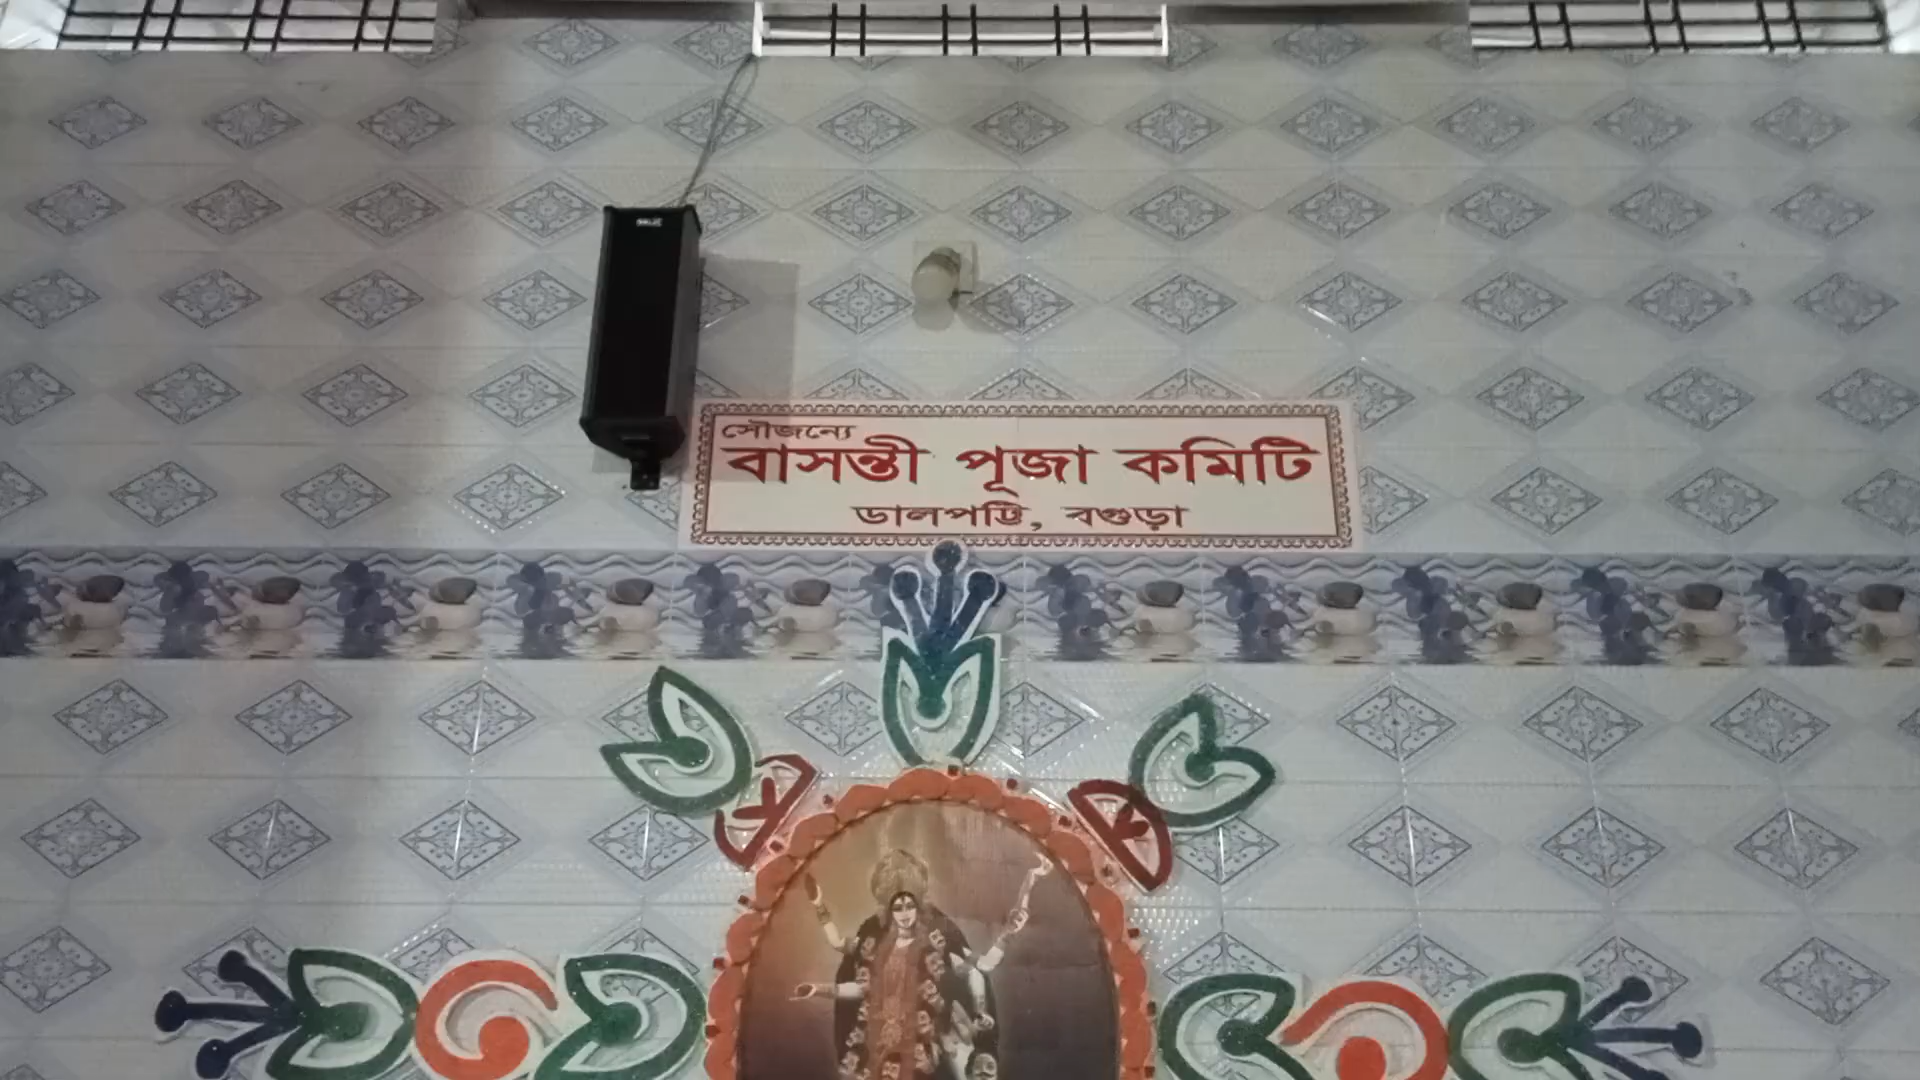 সৌজন্যে
বাসন্তী পূজা কমিটি
ডালপট্টি, বগুড়া